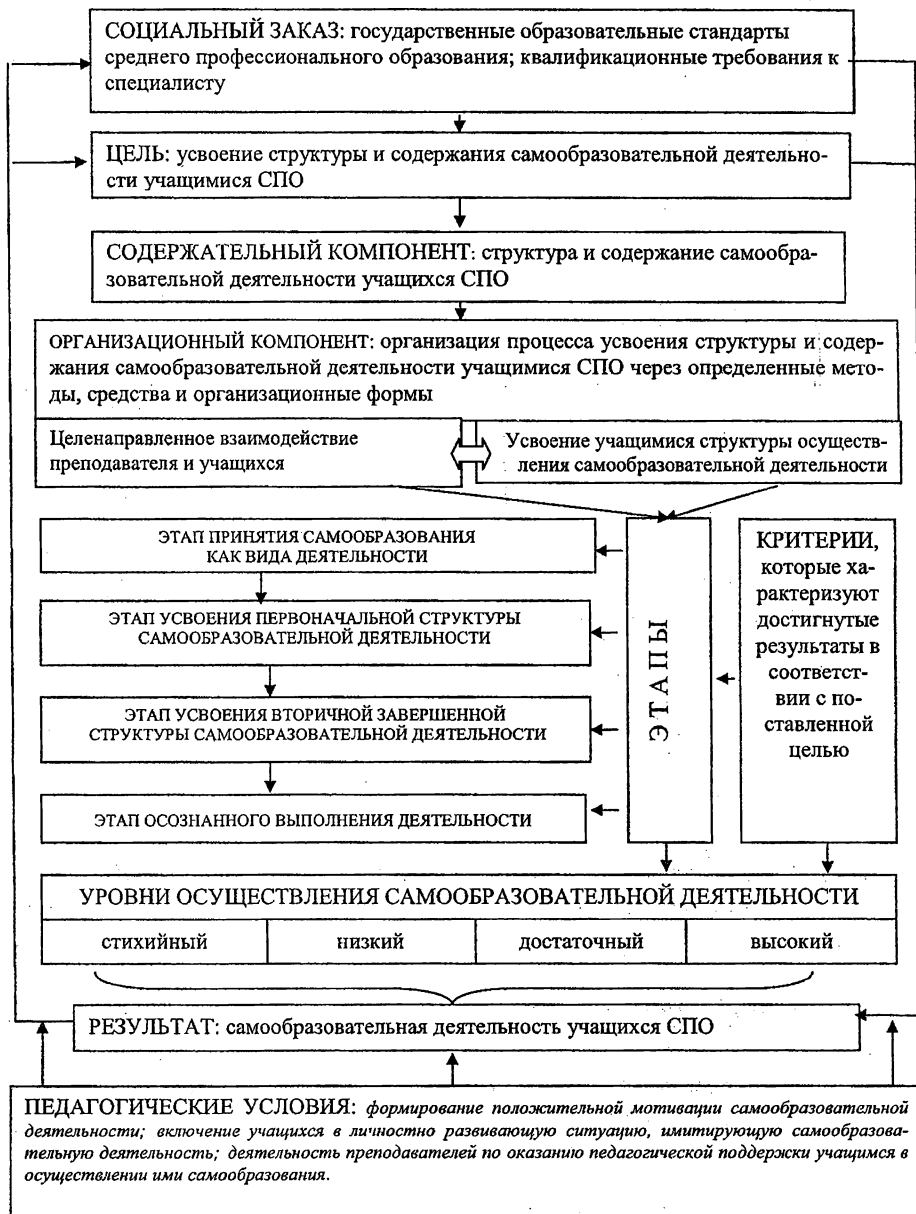 СОЦИАЛЬНЫЙ ЗАКАЗ: государственные образовательные стандарты
среднего профессионального образования; квалификационные требования к
специалисту
ЦЕЛЬ: усвоение структуры и содержания самообразовательной деятельно-
сти учащимися СПО
СОДЕРЖАТЕЛЬНЫЙ КОМПОНЕНТ: структура и содержание самообра-
зовательной деятельности учащихся СПО
ОРГАНИЗАЦИОННЫЙ КОМПОНЕНТ: организация процесса усвоения структуры и содер-
жания самообразовательной деятельности учащимися СПО через определенные мето-
ды, средства и организационные формы
Целенаправленное взаимодействие
преподавателя и учащихся
Усвоение учащимися структуры осуществ-
ления самообразовательной деятельности
ЭТАП ПРИНЯТИЯ САМООБРАЗОВАНИЯ
КАК ВИДА ДЕЯТЕЛЬНОСТИ
ЭТАП УСВОЕНИЯ ПЕРВОНАЧАЛЬНОЙ СТРУКТУРЫ
САМООБРАЗОВАТЕЛЬНОЙ ДЕЯТЕЛЬНОСТИ
ЭТАП УСВОЕНИЯ ВТОРИЧНОЙ ЗАВЕРШЕННОЙ
СТРУКТУРЫ САМООБРАЗОВАТЕЛЬНОЙ ДЕЯТЕЛЬНОСТИ
ЭТАП ОСОЗНАННОГО ВЫПОЛНЕНИЯ ДЕЯТЕЛЬНОСТИ
ЭТАПЫ
КРИТЕРИИ,
которые ха-
рактеризуют
достигнутые
результаты в
соответст-
вии с по-
ставленной
целью
УРОВНИ ОСУЩЕСТВЛЕНИЯ САМООБРАЗОВАТЕЛЬНОЙ ДЕЯТЕЛЬНОСТИ
стихийный
низкий
достаточный
высокий
РЕЗУЛЬТАТ: самообразовательная деятельность учащихся СПО
ПЕДАГОГИЧЕСКИЕ УСЛОВИЯ: формирование положительной мотивации самообразовательной
деятельности; включение учащихся в личностно развивающую ситуацию, имитирующую самообразова-
тельную деятельность; деятельность преподавателей по оказанию педагогической поддержки учащимся в
осуществлении ими самообразования.